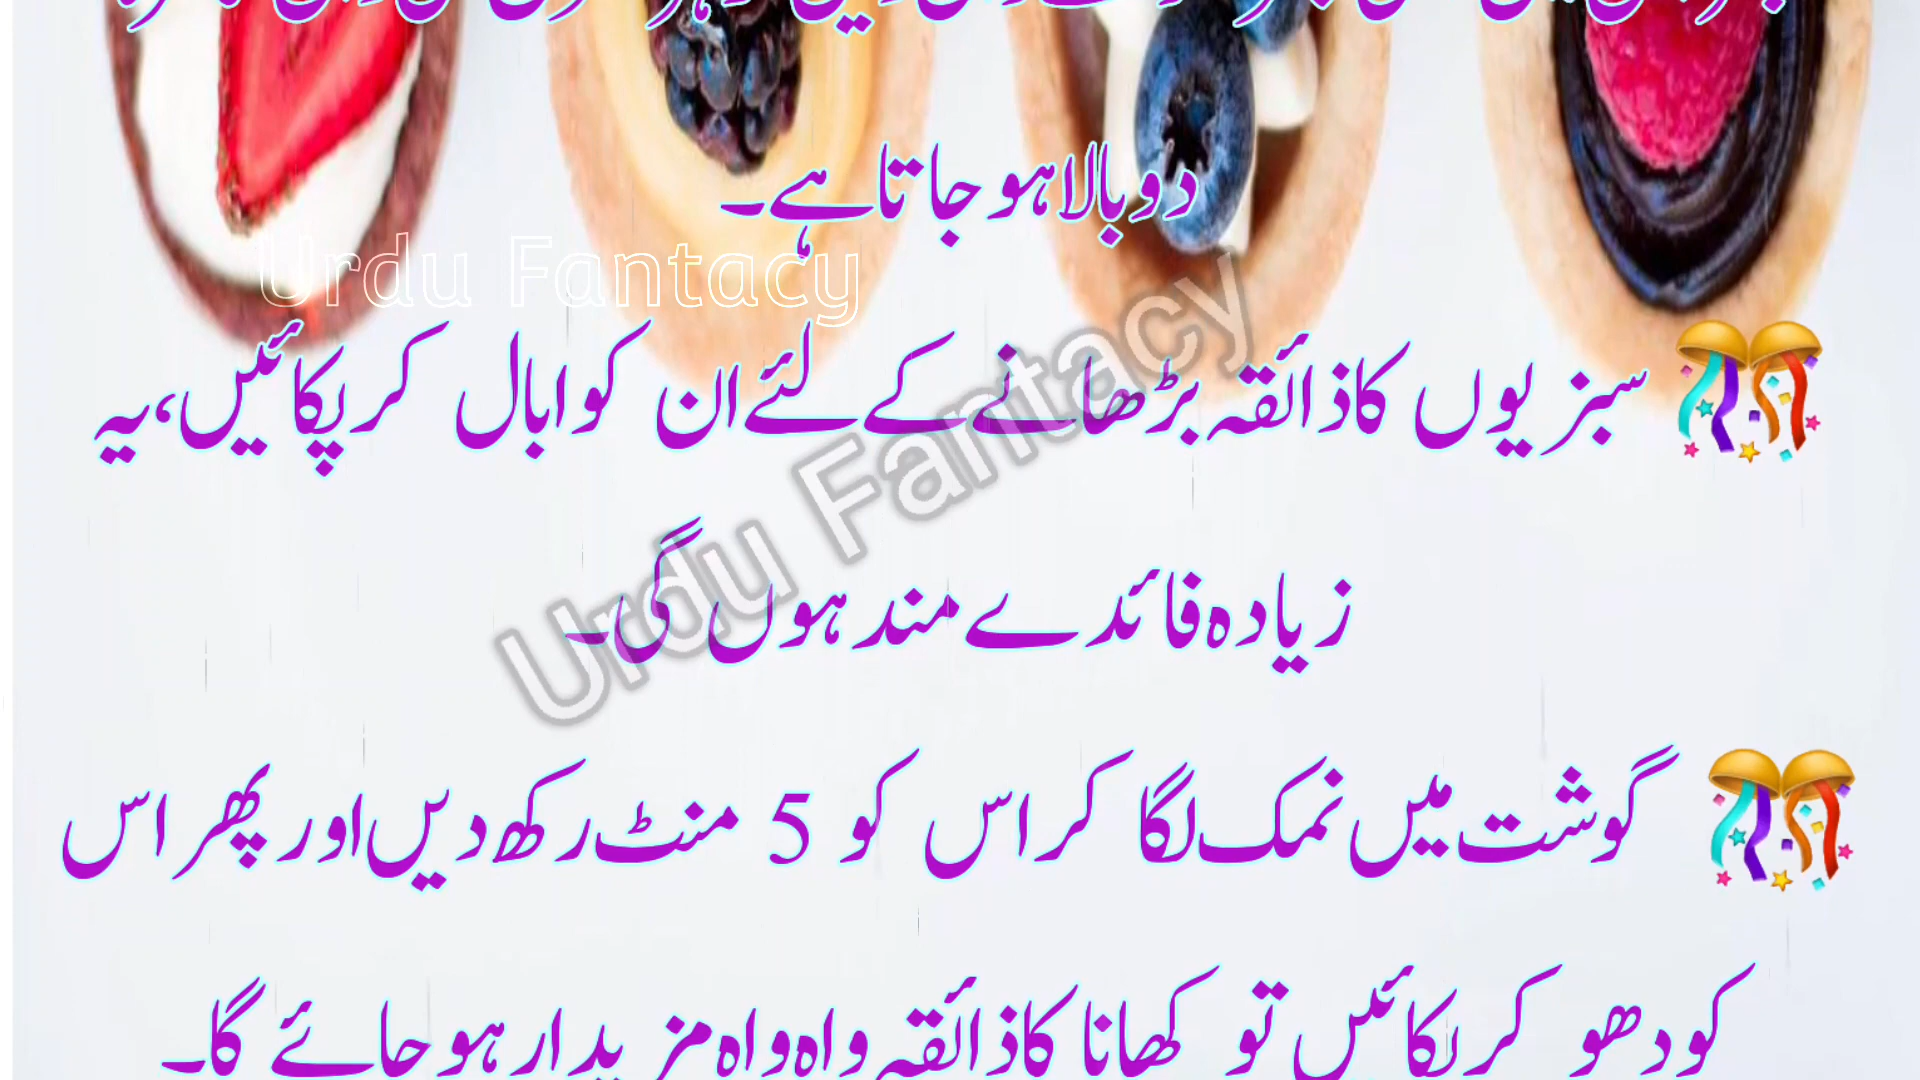 دوبالا ہو جاتا ہے۔
Urdu Fantacy
سبزیوں کا ذائقہ بڑھانے کے لئے ان کو ابال کر پکائیں، یہ
Urdu Fantacy
زیادہ فائدے مند ہوں گی۔
گوشت میں نمک لگا کر اس کو 5 منٹ رکھ دیں اور پھر اس
کو دھو کر پکائیں تو کھانا کا ذائقہ واہ واہ مزیدار ہو جائے گا۔